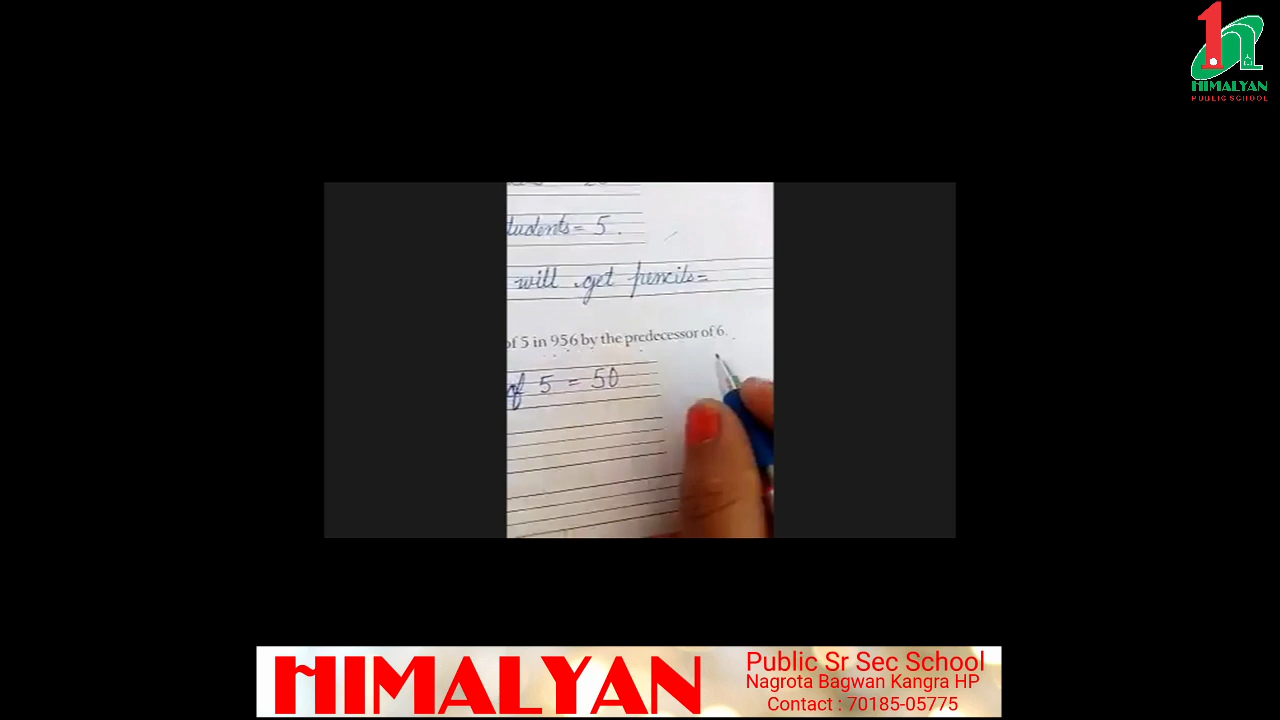 HIMALYAN
PUBLIC SCHOOL
tudents = 5.
will get pencils =
of 5 in 956 by the predecessor of 6.
of 5 = 50
HIMALYAN
Public Sr Sec School
Nagrota Bagwan Kangra HP
Contact : 70185-05775